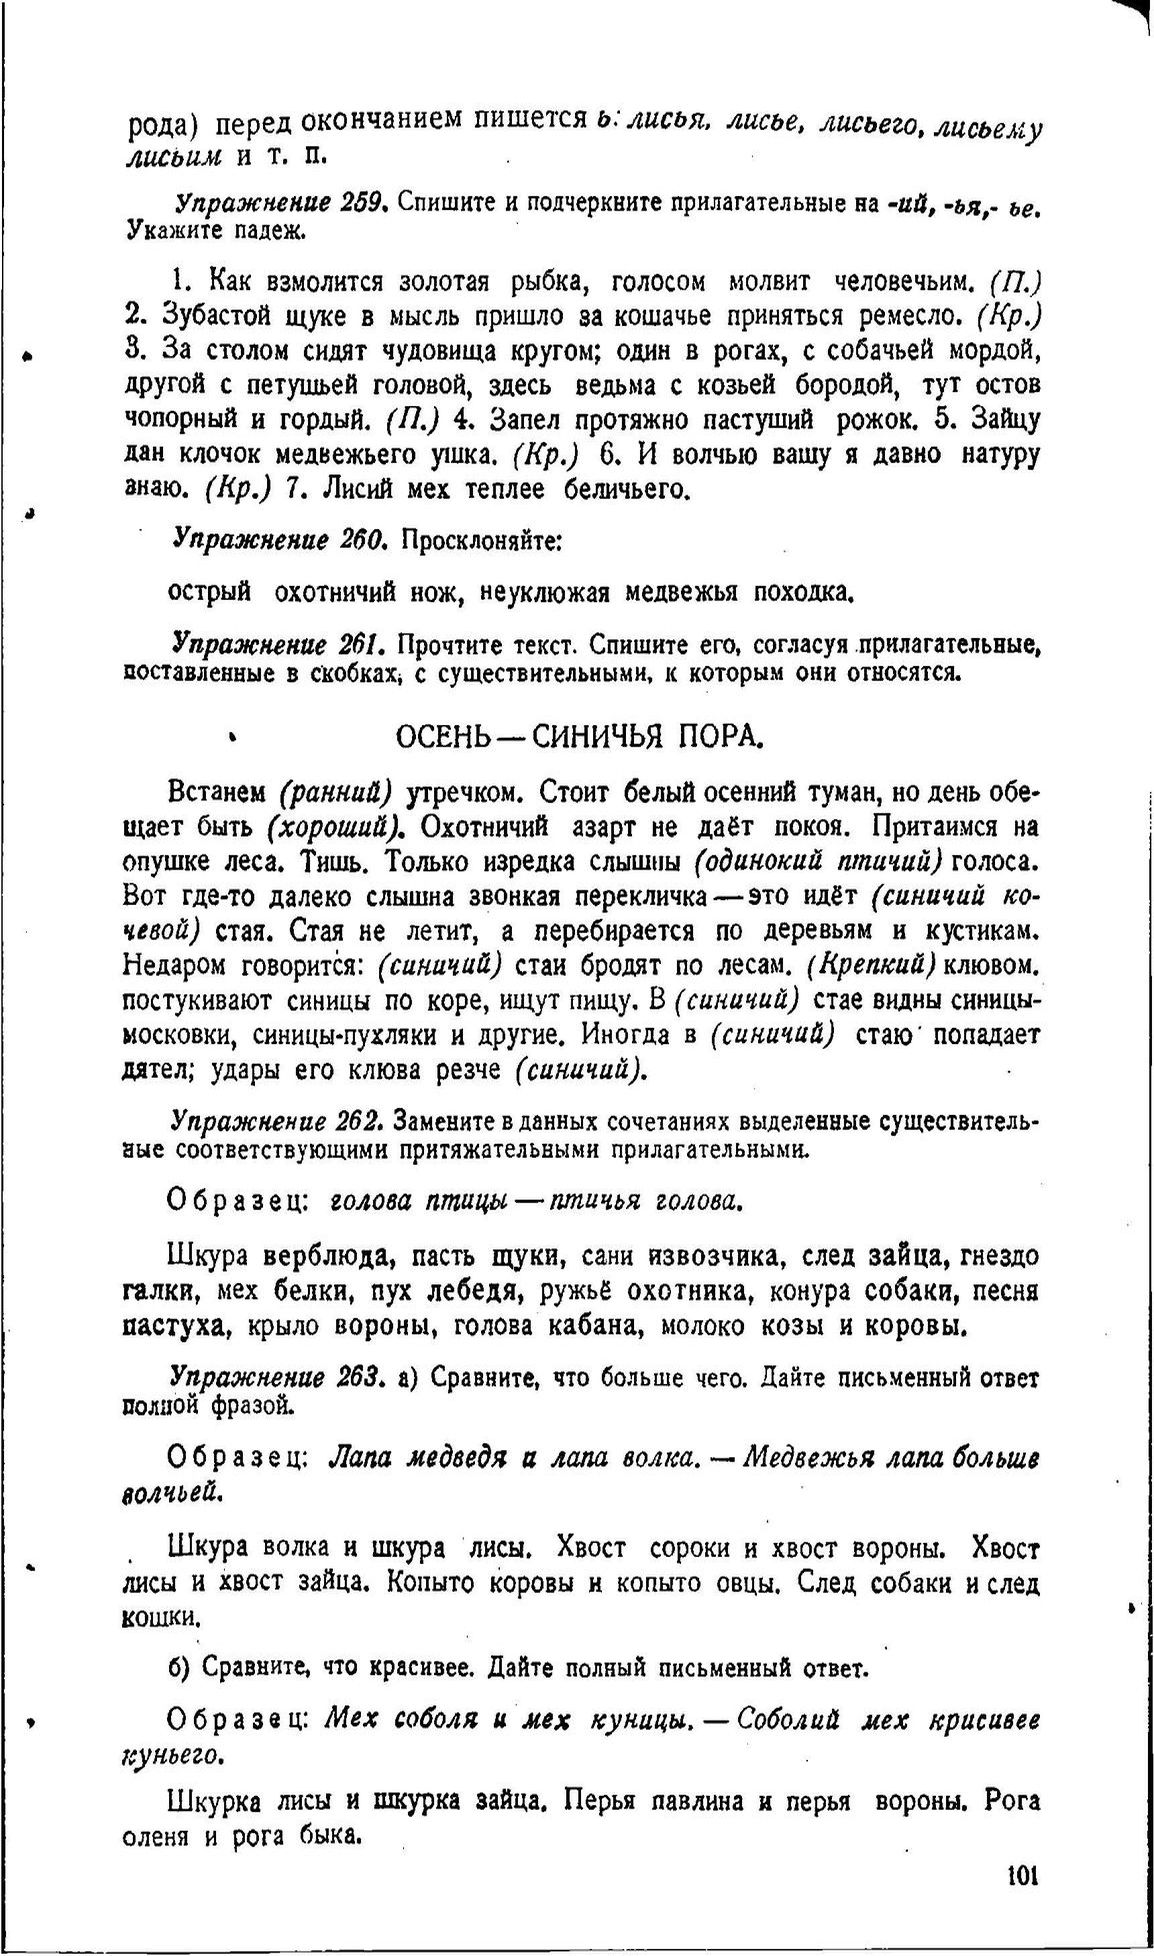 рода) перед окончанием пишется ь: лисья, лисье, лисьего, лисьему
лисьим и т. п.
Упражнение 259. Спишите и подчеркните прилагательные на -ий, -ья,- ье.
Укажите падеж.
1. Как взмолится золотая рыбка, голосом молвит человечьим. (П.)
2. Зубастой щуке в мысль пришло за кошачье приняться ремесло. (Кр.)
3. За столом сидят чудовища кругом; один в рогах, с собачьей мордой,
другой с петушьей головой, здесь ведьма с козьей бородой, тут остов
чопорный и гордый. (П.) 4. Запел протяжно пастуший рожок. 5. Зайцу
дан клочок медвежьего ушка. (Кр.) 6. И волчью вашу я давно натуру
знаю. (Кр.) 7. Лисий мех теплее беличьего.
Упражнение 260. Просклоняйте:
острый охотничий нож, неуклюжая медвежья походка.
Упражнение 261. Прочтите текст. Спишите его, согласуя прилагательные,
поставленные в скобках, с существительными, к которым они относятся.
ОСЕНЬ — СИНИЧЬЯ ПОРА.
Встанем (ранний) утречком. Стоит белый осенний туман, но день обе-
щает быть (хороший). Охотничий азарт не даёт покоя. Притаимся на
опушке леса. Тишь. Только изредка слышны (одинокий птичий) голоса.
Вот где-то далеко слышна звонкая перекличка — это идёт (синичий ко-
чевой) стая. Стая не летит, а перебирается по деревьям и кустикам.
Недаром говорится: (синичий) стаи бродят по лесам. (Крепкий) клювом.
постукивают синицы по коре, ищут пищу. В (синичий) стае видны синицы-
московки, синицы-пухляки и другие. Иногда в (синичий) стаю попадает
дятел; удары его клюва резче (синичий).
Упражнение 262. Замените в данных сочетаниях выделенные существитель-
ные соответствующими притяжательными прилагательными.
Образец: голова птицы — птичья голова.
Шкура верблюда, пасть щуки, сани извозчика, след зайца, гнездо
галки, мех белки, пух лебедя, ружьё охотника, конура собаки, песня
пастуха, крыло вороны, голова кабана, молоко козы и коровы.
Упражнение 263. а) Сравните, что больше чего. Дайте письменный ответ
полной фразой.
Образец: Лапа медведя и лапа волка. — Медвежья лапа больше
волчьей.
Шкура волка и шкура лисы. Хвост сороки и хвост вороны. Хвост
лисы и хвост зайца. Копыто коровы и копыто овцы. След собаки и след
кошки.
б) Сравните, что красивее. Дайте полный письменный ответ.
Образец: Мех соболя и мех куницы. — Соболий мех крисивее
куньего.
Шкурка лисы и шкурка зайца. Перья павлина и перья вороны. Рога
оленя и рога быка.
101